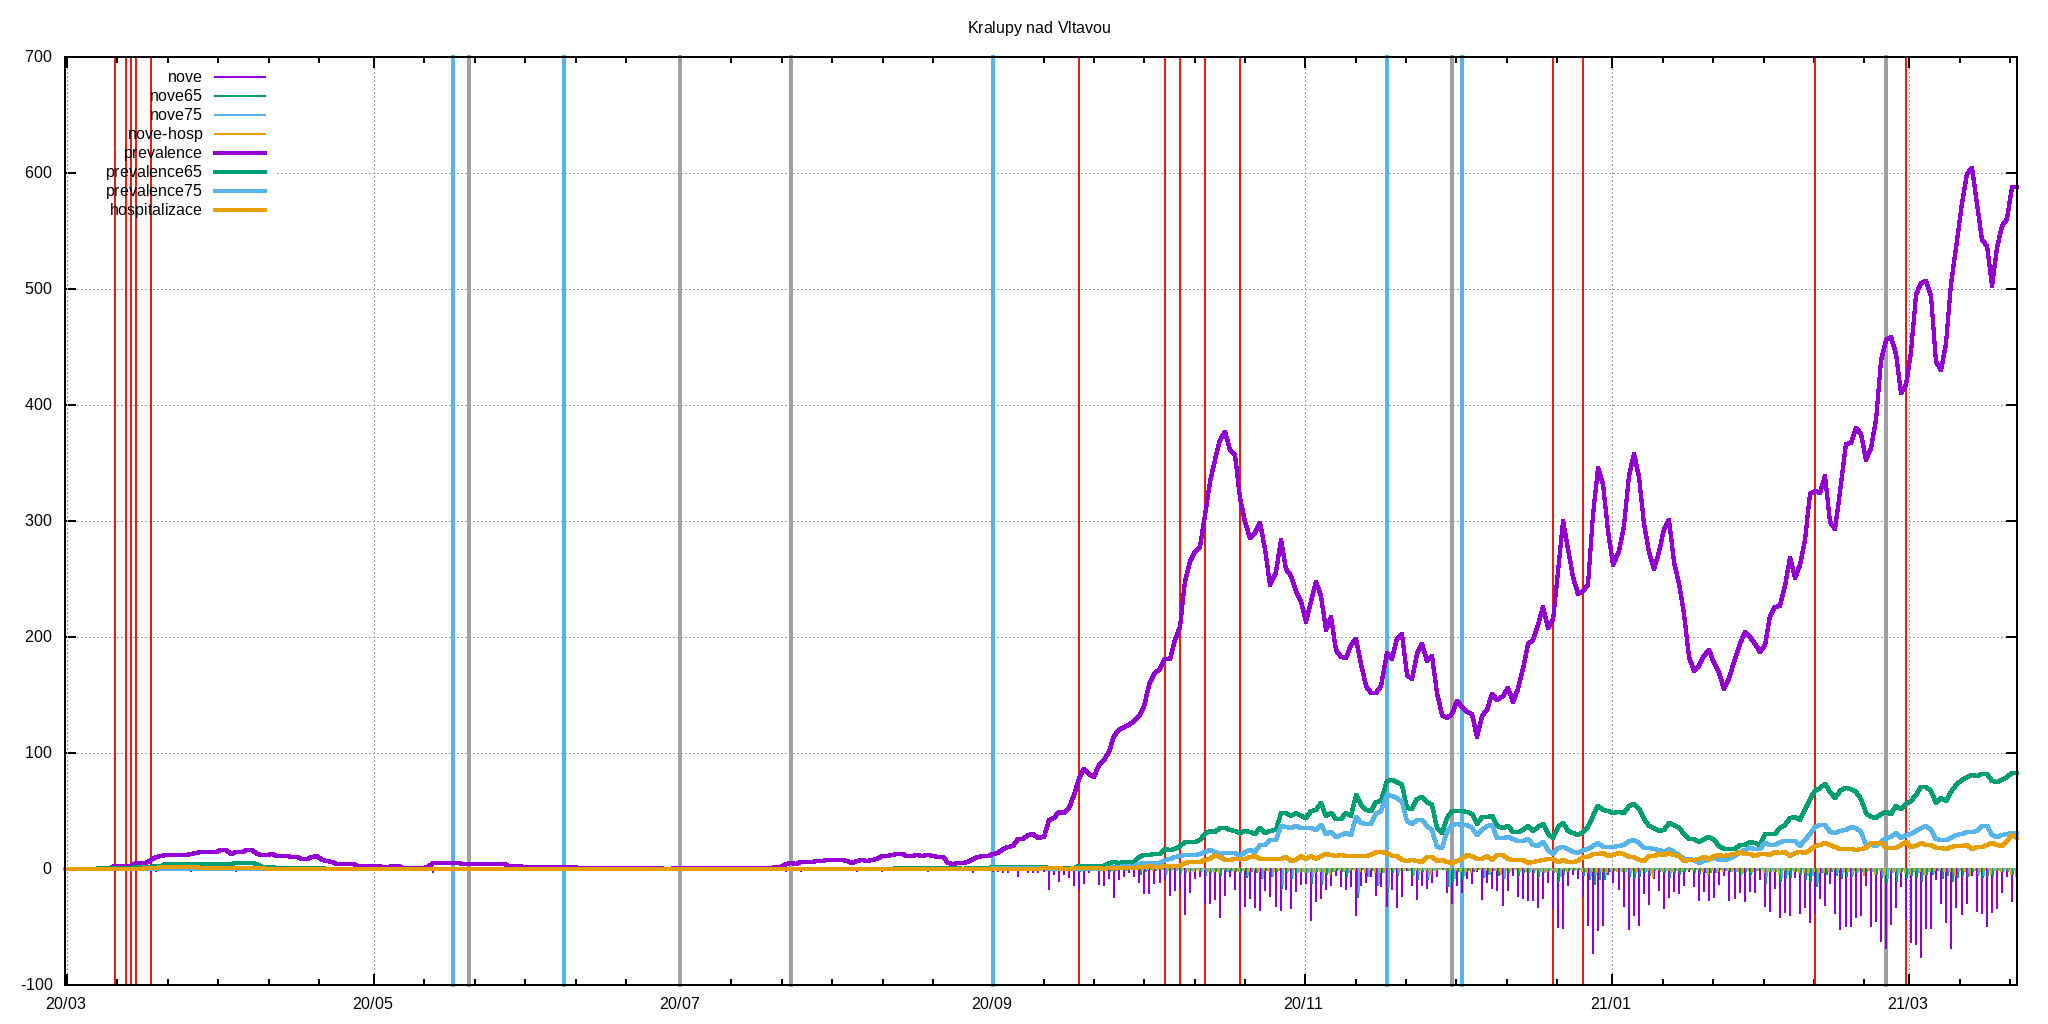 Kralupy nad Vltavou
700
600
500
400
300
200
100
0
-100
nove
nove65
nove75
nove-hosp
prevalence
prevalence65
prevalence75
hospitalizace
20/03 20/05 20/07 20/09 20/11 21/01 21/03